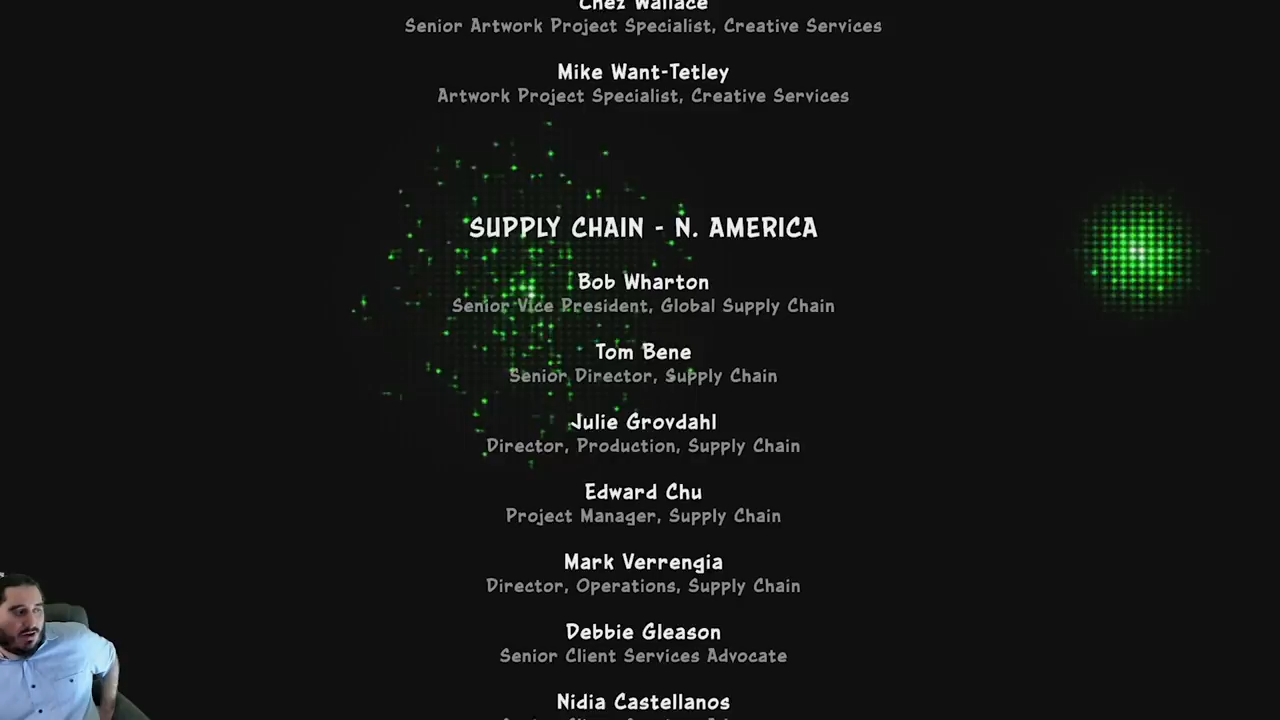 Chez Wallace
Senior Artwork Project Specialist, Creative Services
Mike Want-Tetley
Artwork Project Specialist, Creative Services
SUPPLY CHAIN - N. AMERICA
Bob Wharton
Senior Vice President, Global Supply Chain
Tom Bene
Senior Director, Supply Chain
Julie Grovdahl
Director, Production, Supply Chain
Edward Chu
Project Manager, Supply Chain
Mark Verrengia
Director, Operations, Supply Chain
Debbie Gleason
Senior Client Services Advocate
Nidia Castellanos